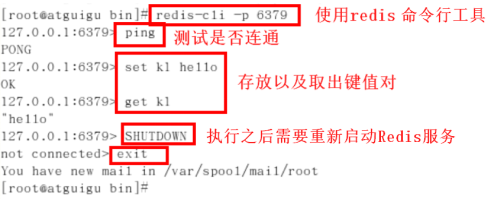 [root@atguigu bin]# redis-cli -p 6379 使用redis 命令行工具
127.0.0.1:6379> ping 测试是否连通
PONG
127.0.0.1:6379> set k1 hello
OK 存放以及取出键值对
127.0.0.1:6379> get k1
"hello"
127.0.0.1:6379> SHUTDOWN 执行之后需要重新启动Redis服务
not connected> exit
You have new mail in /var/spool/mail/root
[root@atguigu bin]#